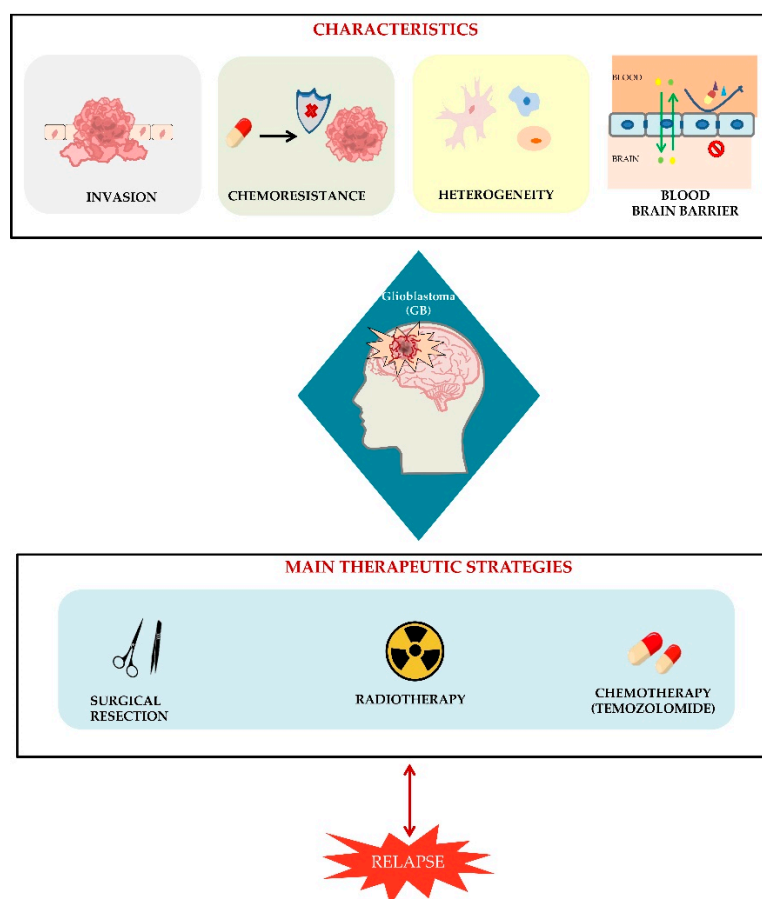 CHARACTERISTICS
BLOOD
BRAIN
INVASION
CHEMORESISTANCE
HETEROGENEITY
BLOOD
BRAIN BARRIER
Glioblastoma
(GB)
MAIN THERAPEUTIC STRATEGIES
SURGICAL
RESECTION
RADIOTHERAPY
CHEMOTHERAPY
(TEMOZOLOMIDE)
RELAPSE